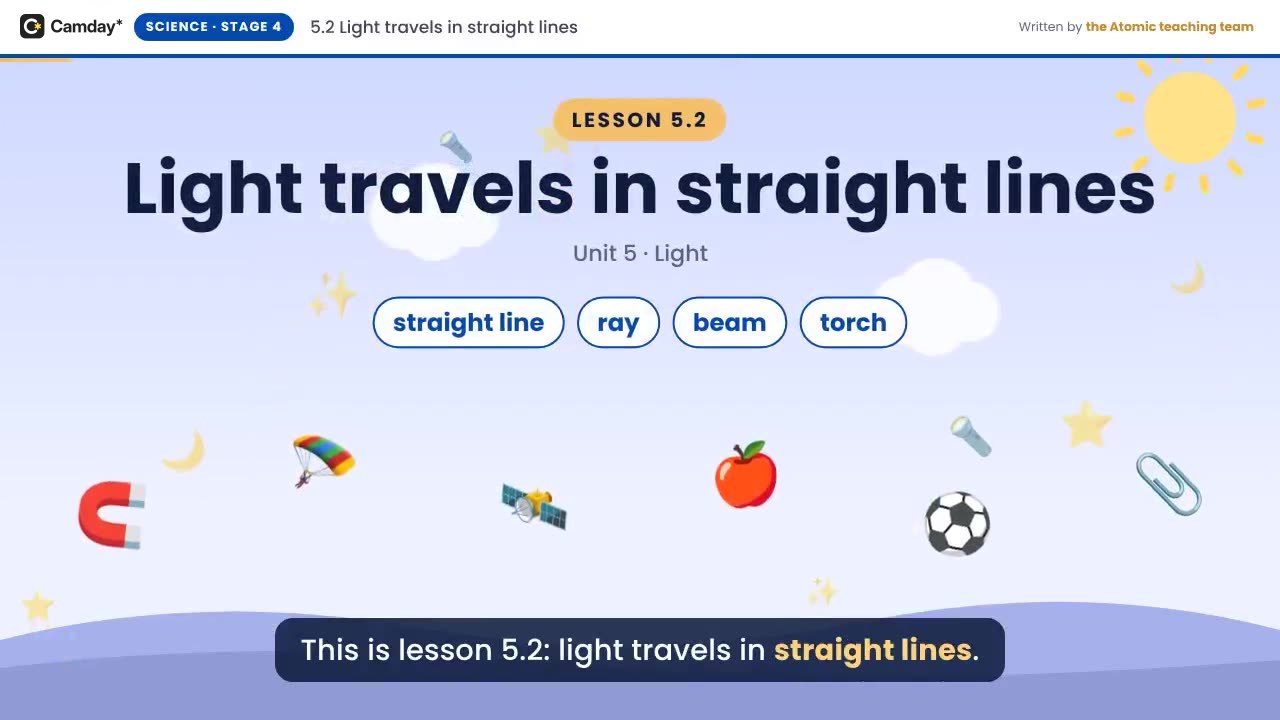 Camday*
SCIENCE · STAGE 4
5.2 Light travels in straight lines
Written by the Atomic teaching team
LESSON 5.2
Light travels in straight lines
Unit 5 · Light
straight line
ray
beam
torch
This is lesson 5.2: light travels in straight lines.